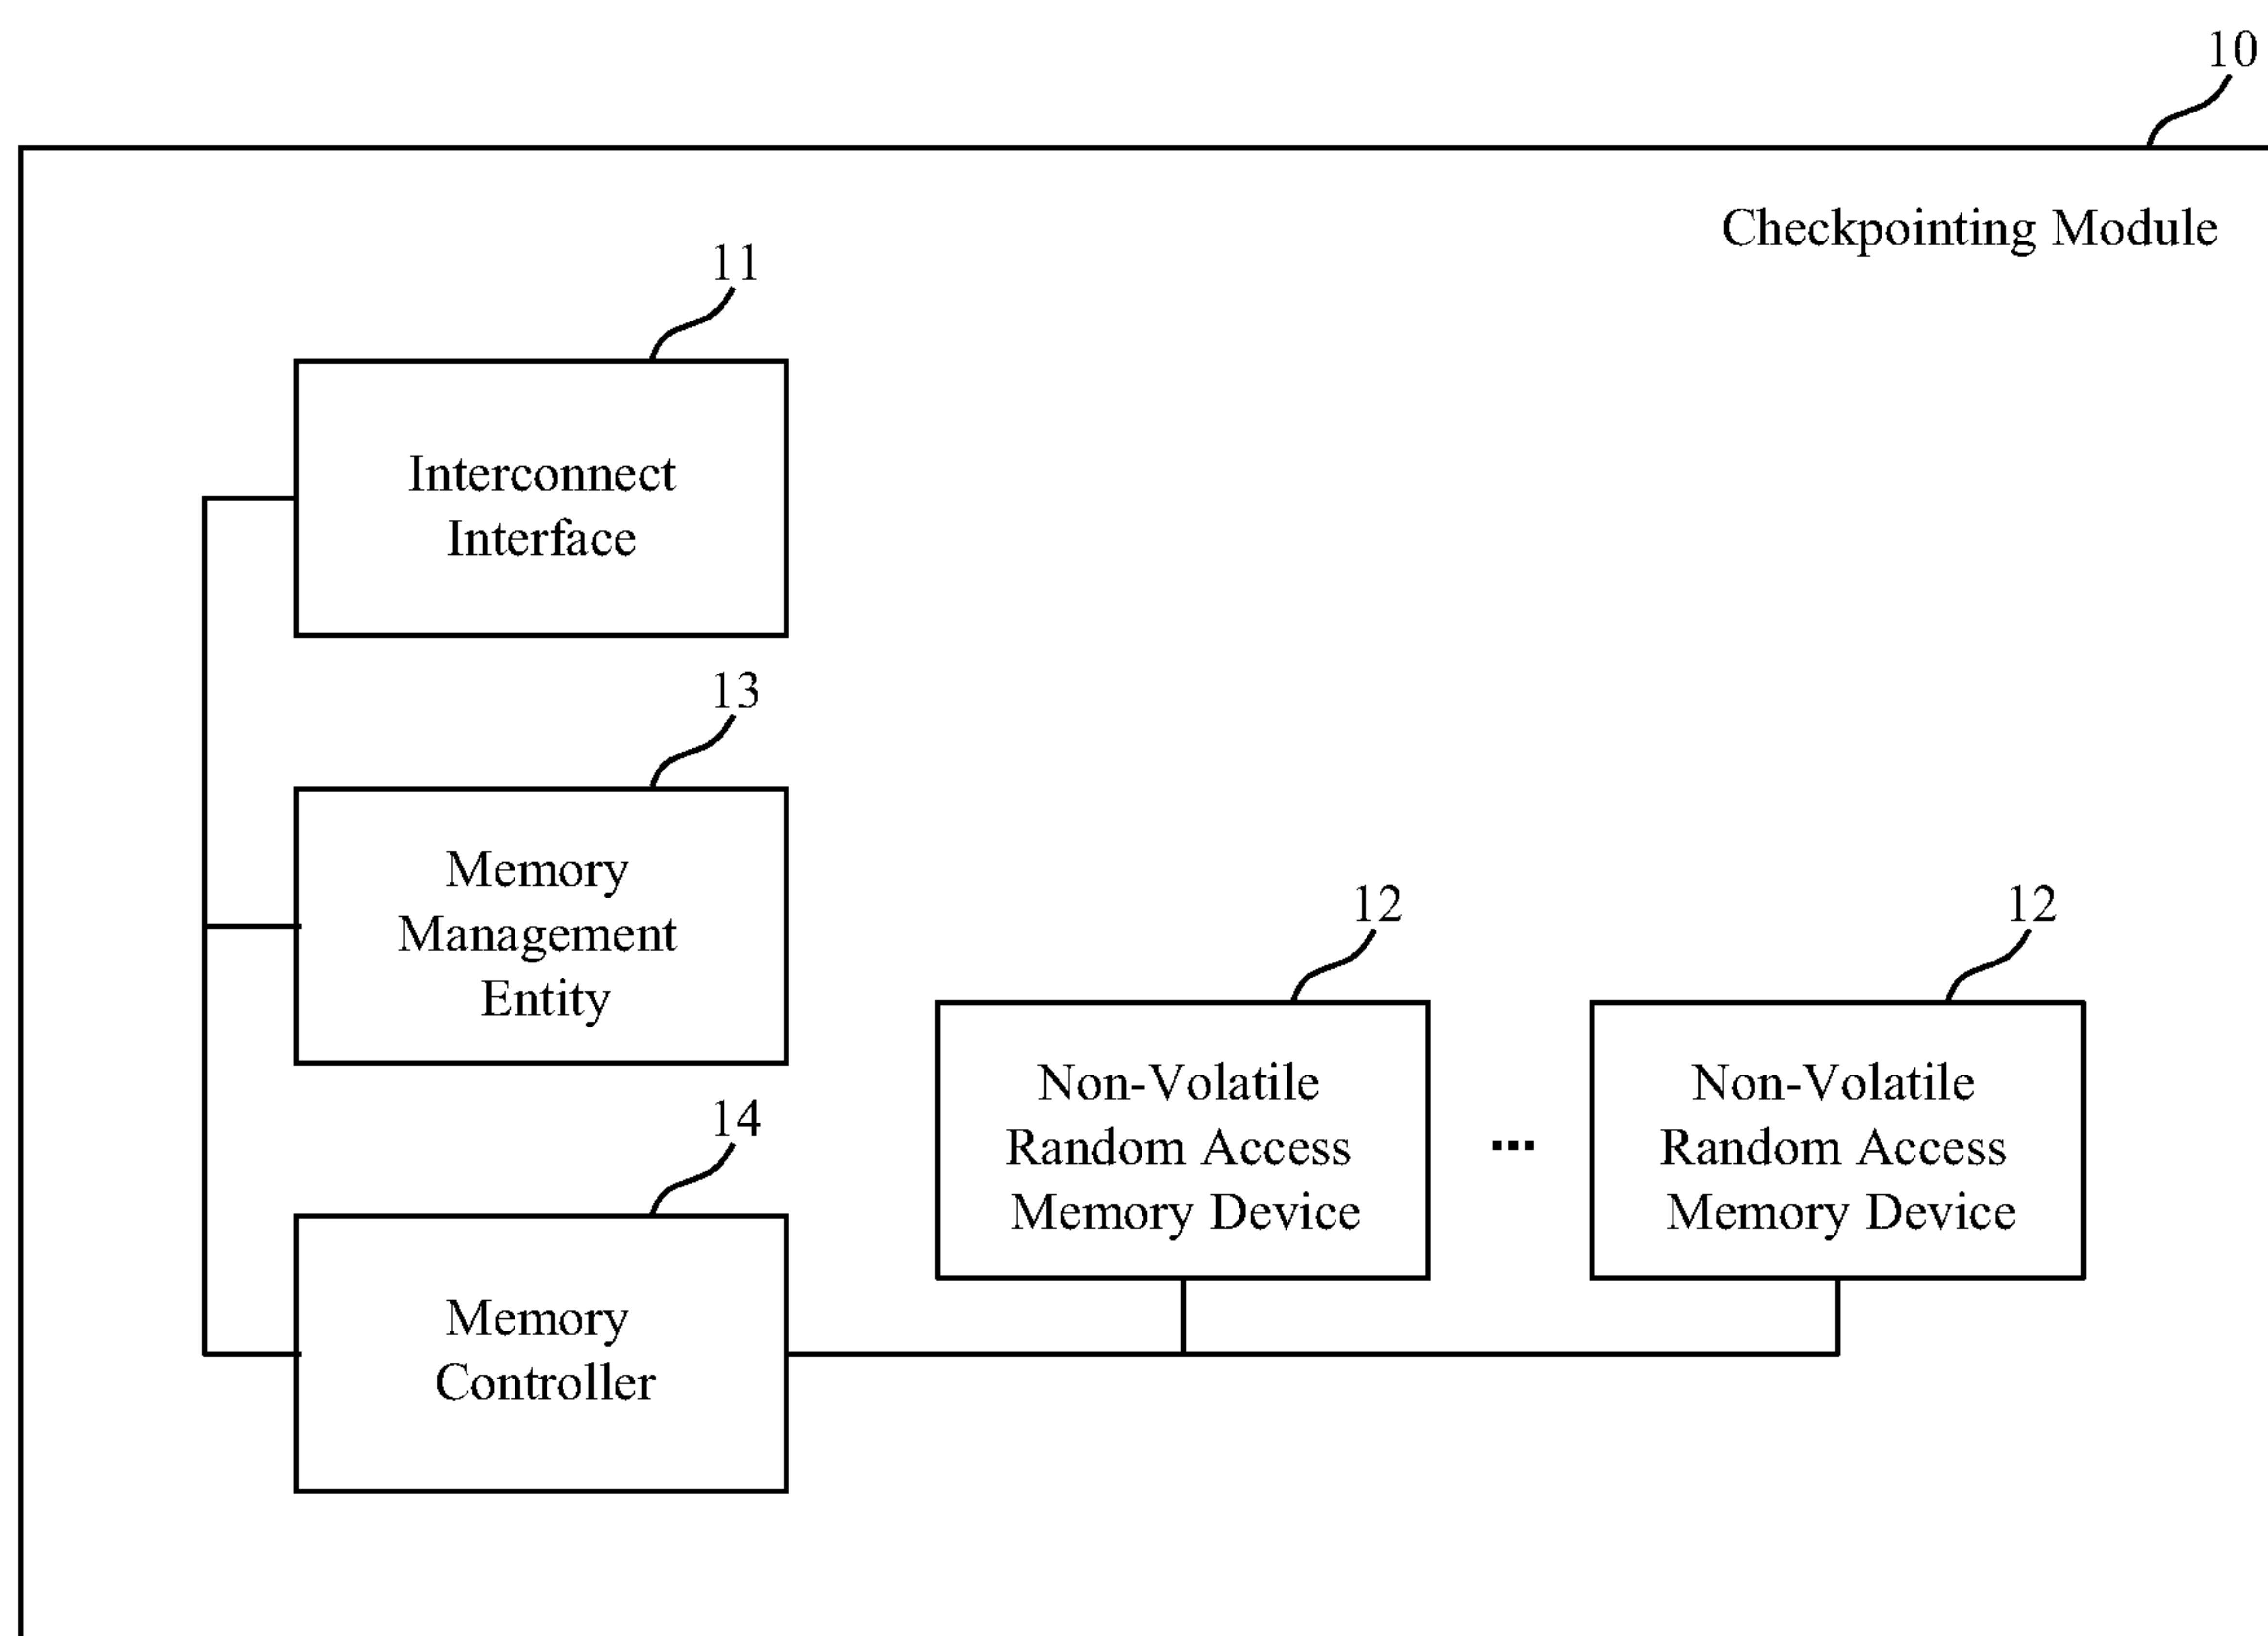 10
Checkpointing Module
11
Interconnect
Interface
13
Memory
Management
Entity
14
Memory
Controller
12
Non-Volatile
Random Access
Memory Device
...
12
Non-Volatile
Random Access
Memory Device